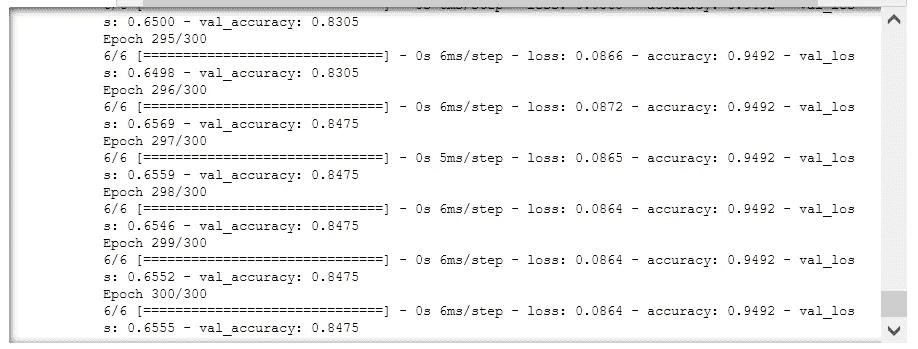 s: 0.6500 - val_accuracy: 0.8305
Epoch 295/300
6/6 [==============================] - 0s 6ms/step - loss: 0.0866 - accuracy: 0.9492 - val_los
s: 0.6498 - val_accuracy: 0.8305
Epoch 296/300
6/6 [==============================] - 0s 6ms/step - loss: 0.0872 - accuracy: 0.9492 - val_los
s: 0.6569 - val_accuracy: 0.8475
Epoch 297/300
6/6 [==============================] - 0s 5ms/step - loss: 0.0865 - accuracy: 0.9492 - val_los
s: 0.6559 - val_accuracy: 0.8475
Epoch 298/300
6/6 [==============================] - 0s 6ms/step - loss: 0.0864 - accuracy: 0.9492 - val_los
s: 0.6546 - val_accuracy: 0.8475
Epoch 299/300
6/6 [==============================] - 0s 6ms/step - loss: 0.0864 - accuracy: 0.9492 - val_los
s: 0.6552 - val_accuracy: 0.8475
Epoch 300/300
6/6 [==============================] - 0s 6ms/step - loss: 0.0864 - accuracy: 0.9492 - val_los
s: 0.6555 - val_accuracy: 0.8475